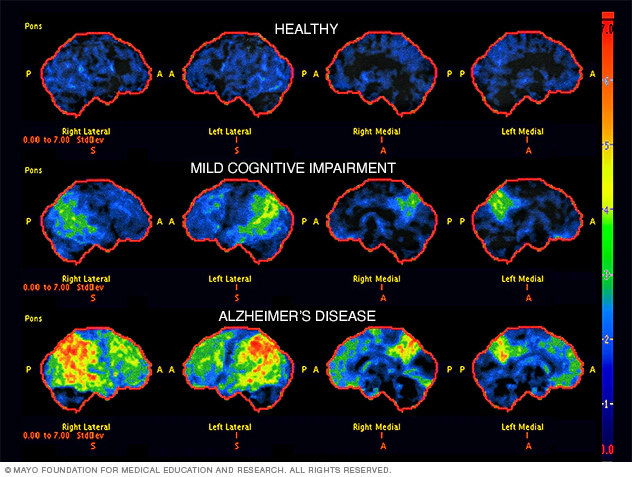 HEALTHY
Pons
P A A P A P P A
Right Lateral Left Lateral Right Medial Left Medial
0.00 to 7.00 StdDev
S S A A
MILD COGNITIVE IMPAIRMENT
Pons
P A A P A P P A
Right Lateral Left Lateral Right Medial Left Medial
0.00 to 7.00 StdDev
S S A A
ALZHEIMER'S DISEASE
Pons
P A A P A P P A
Right Lateral Left Lateral Right Medial Left Medial
0.00 to 7.00 StdDev
S S A A
7.0
6
5
4
3
2
1
0.0
© MAYO FOUNDATION FOR MEDICAL EDUCATION AND RESEARCH. ALL RIGHTS RESERVED.